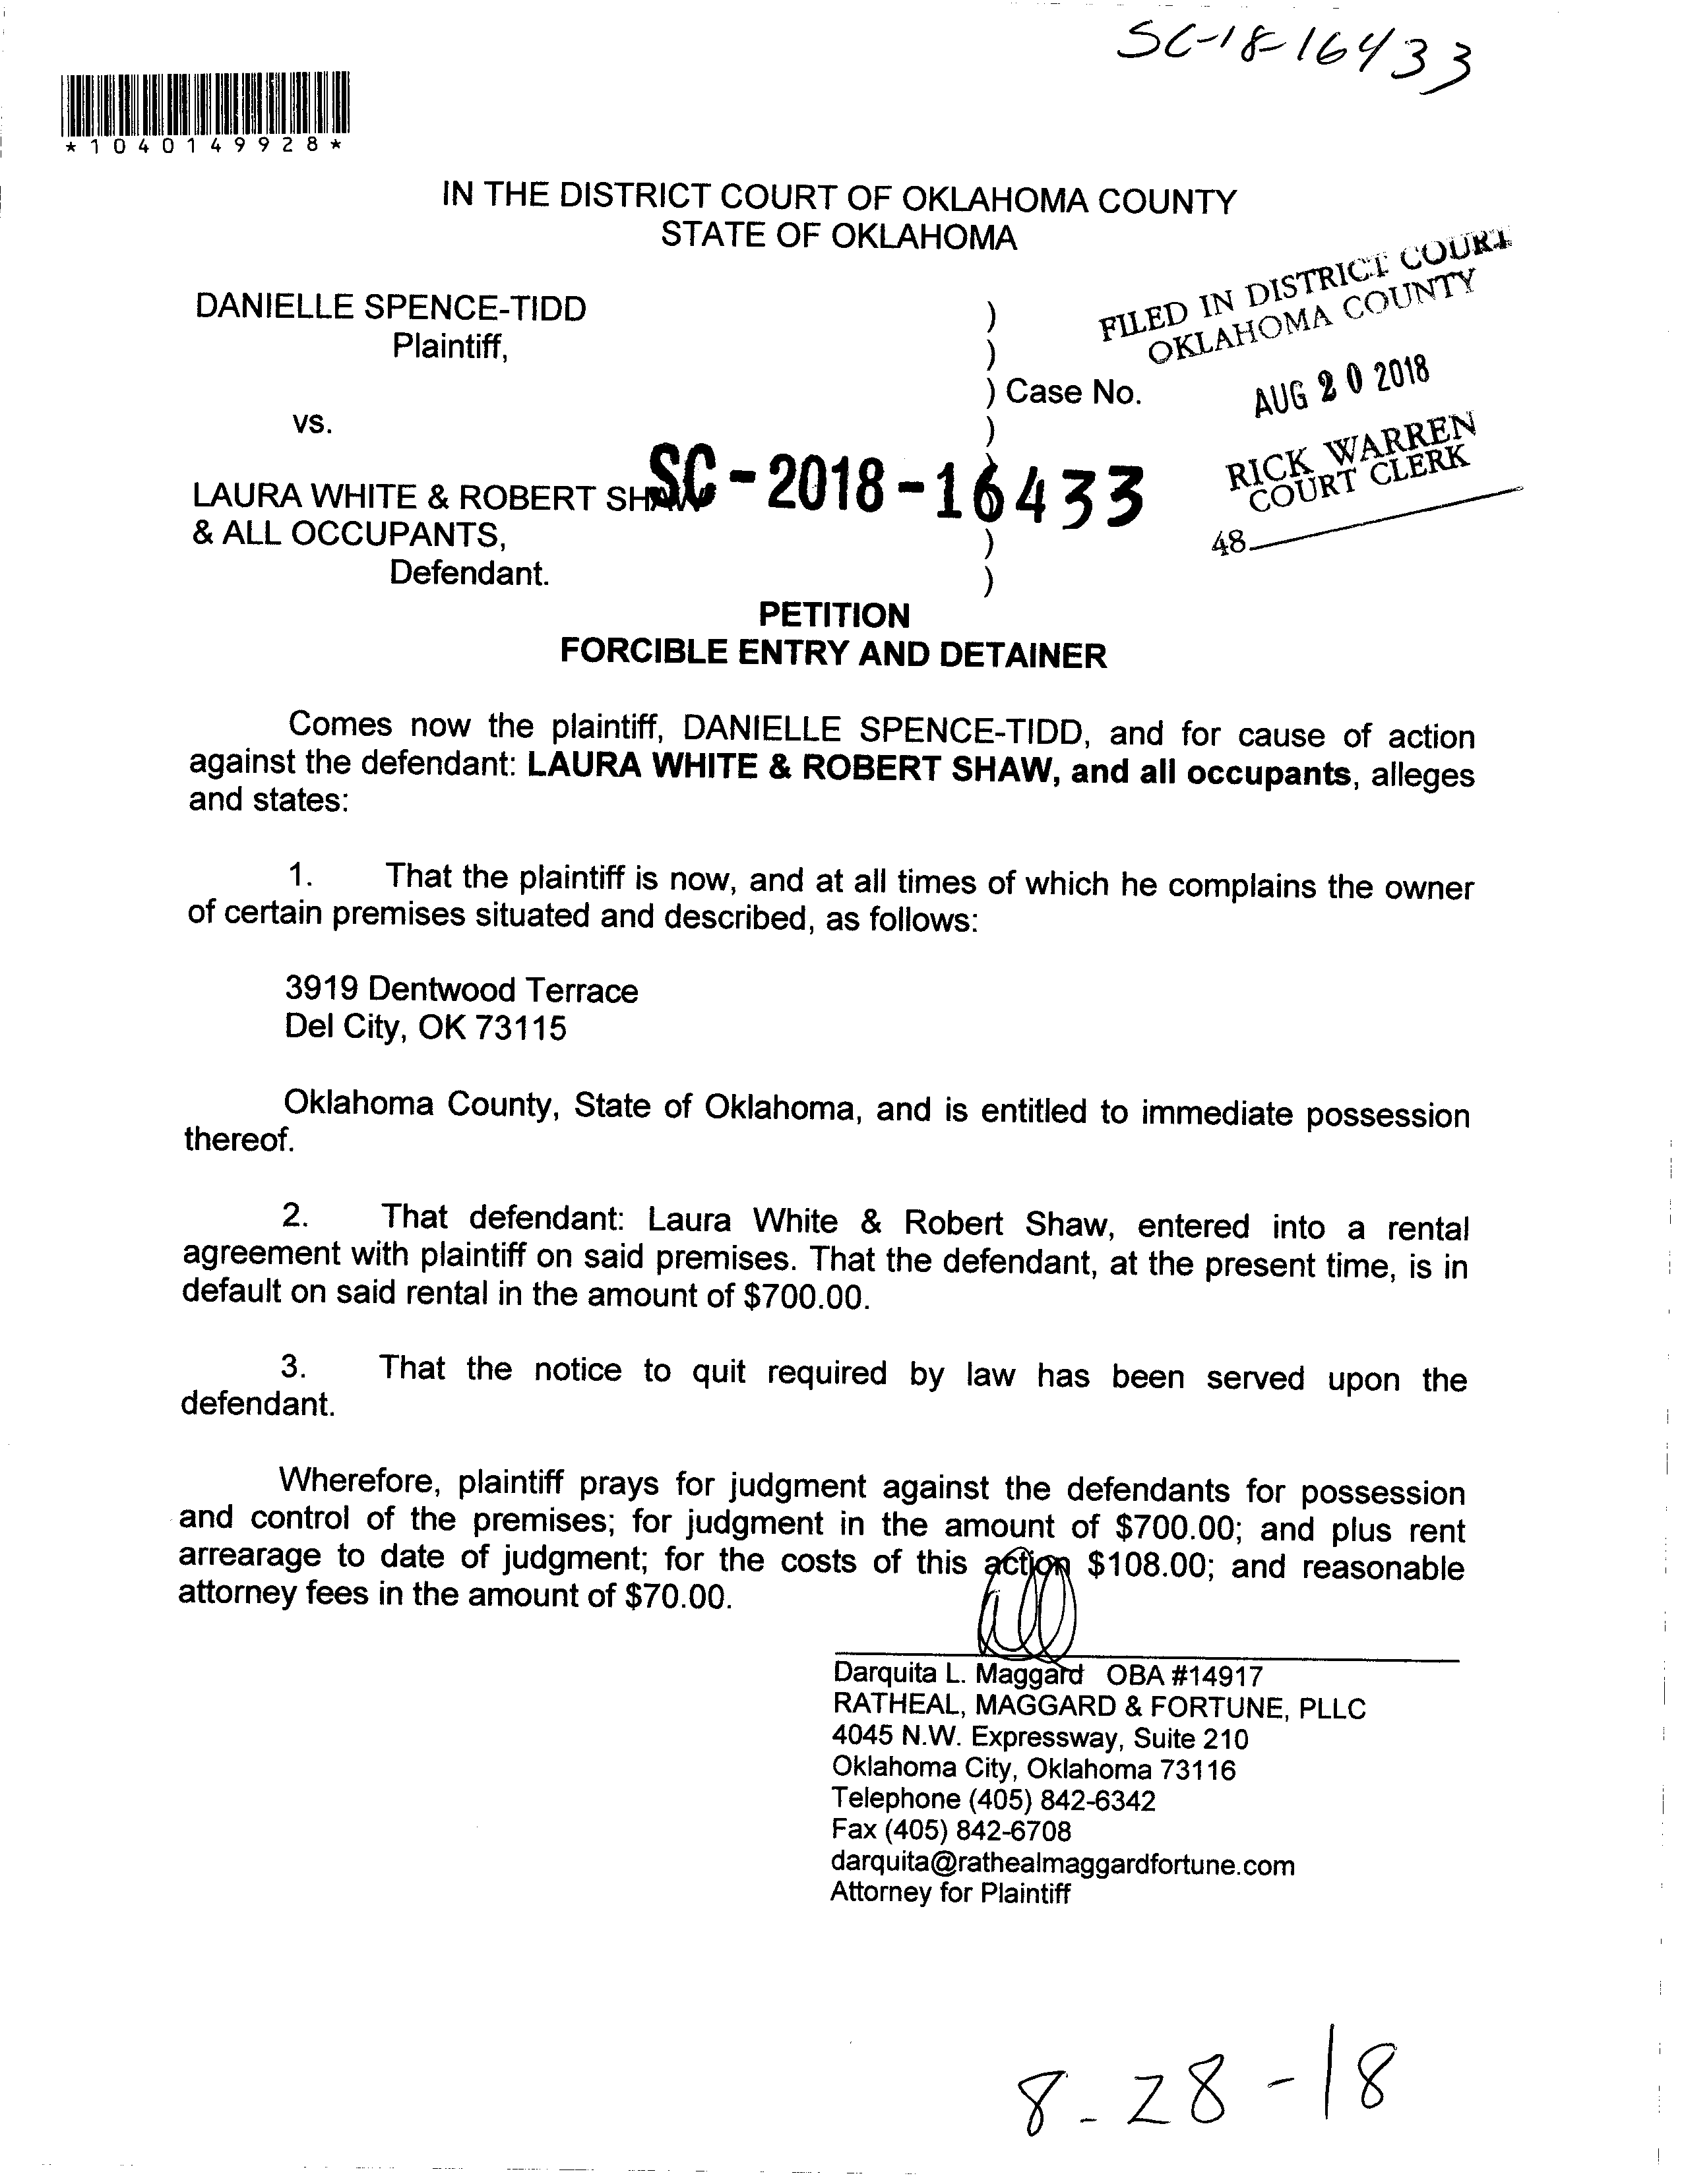 SC-18-16433
*1040149928*
IN THE DISTRICT COURT OF OKLAHOMA COUNTY
STATE OF OKLAHOMA
FILED IN DISTRICT COURT
OKLAHOMA COUNTY
AUG 20 2018
RICK WARREN
COURT CLERK
48
DANIELLE SPENCE-TIDD )
Plaintiff, )
) Case No.
vs. )
SC-2018-16433
LAURA WHITE & ROBERT SHAW
& ALL OCCUPANTS, )
Defendant. )
PETITION
FORCIBLE ENTRY AND DETAINER
Comes now the plaintiff, DANIELLE SPENCE-TIDD, and for cause of action
against the defendant: LAURA WHITE & ROBERT SHAW, and all occupants, alleges
and states:
1. That the plaintiff is now, and at all times of which he complains the owner
of certain premises situated and described, as follows:
3919 Dentwood Terrace
Del City, OK 73115
Oklahoma County, State of Oklahoma, and is entitled to immediate possession
thereof.
2. That defendant: Laura White & Robert Shaw, entered into a rental
agreement with plaintiff on said premises. That the defendant, at the present time, is in
default on said rental in the amount of $700.00.
3. That the notice to quit required by law has been served upon the
defendant.
Wherefore, plaintiff prays for judgment against the defendants for possession
and control of the premises; for judgment in the amount of $700.00; and plus rent
arrearage to date of judgment; for the costs of this action $108.00; and reasonable
attorney fees in the amount of $70.00.
Darquita L. Maggard OBA #14917
RATHEAL, MAGGARD & FORTUNE, PLLC
4045 N.W. Expressway, Suite 210
Oklahoma City, Oklahoma 73116
Telephone (405) 842-6342
Fax (405) 842-6708
darquita@rathealmaggardfortune.com
Attorney for Plaintiff
8-28-18